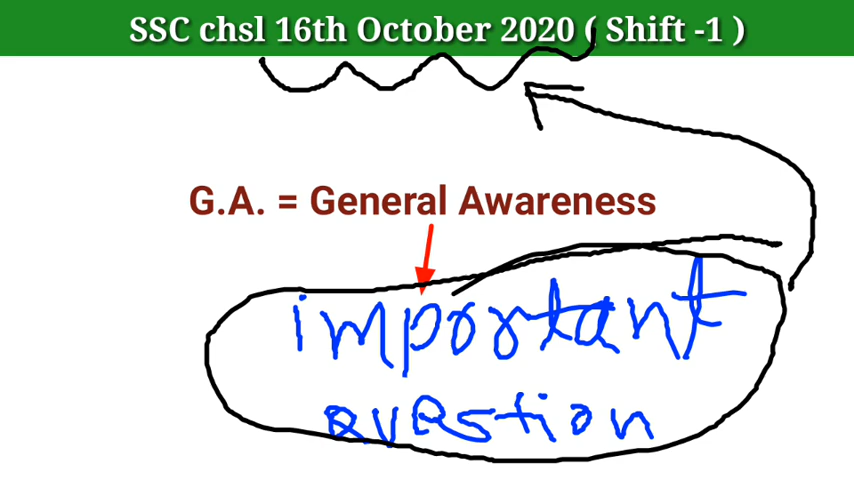 SSC chsl 16th October 2020 ( Shift -1 )
G.A. = General Awareness
important
question